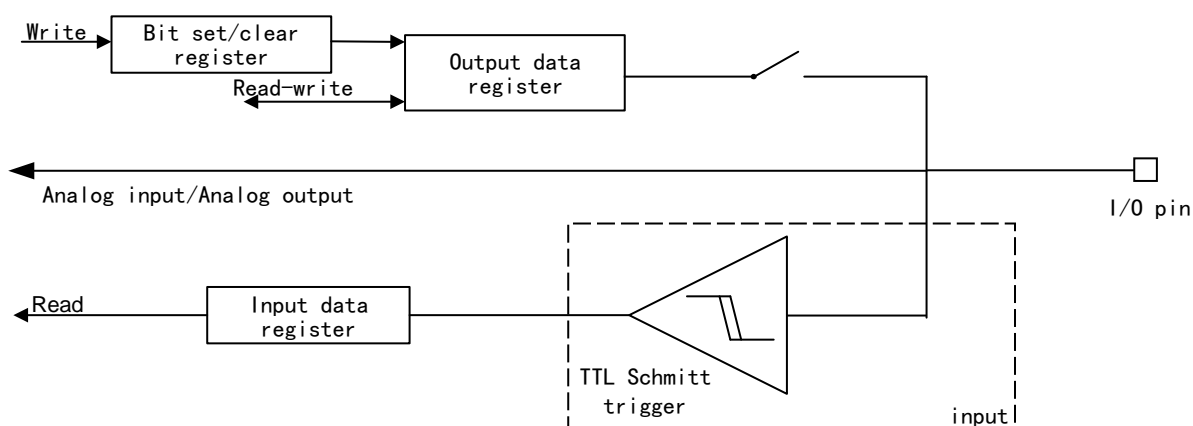 Write
Bit set/clear
register
Read-write
Output data
register
Analog input/Analog output
I/O pin
Read
Input data
register
TTL Schmitt
trigger
input